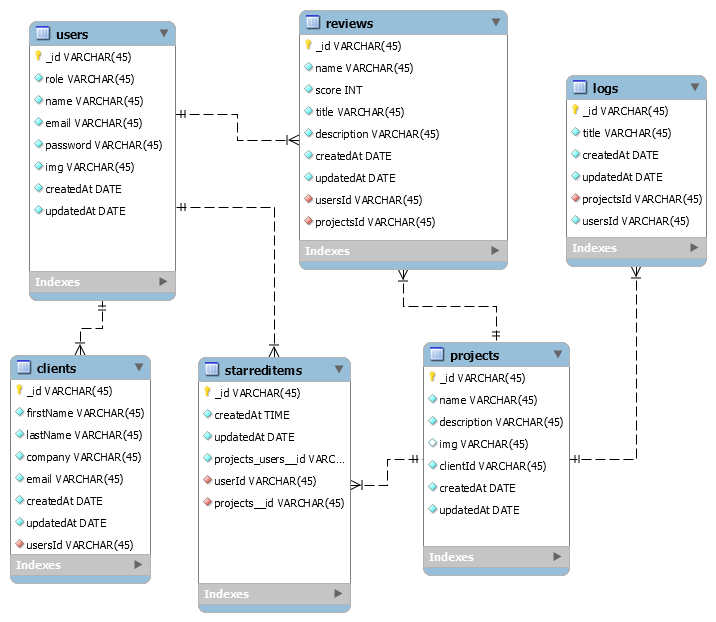 users
_id VARCHAR(45)
role VARCHAR(45)
name VARCHAR(45)
email VARCHAR(45)
password VARCHAR(45)
img VARCHAR(45)
createdAt DATE
updatedAt DATE
Indexes
reviews
_id VARCHAR(45)
name VARCHAR(45)
score INT
title VARCHAR(45)
description VARCHAR(45)
createdAt DATE
updatedAt DATE
usersId VARCHAR(45)
projectsId VARCHAR(45)
Indexes
logs
_id VARCHAR(45)
title VARCHAR(45)
createdAt DATE
updatedAt DATE
projectsId VARCHAR(45)
usersId VARCHAR(45)
Indexes
clients
_id VARCHAR(45)
firstName VARCHAR(45)
lastName VARCHAR(45)
company VARCHAR(45)
email VARCHAR(45)
createdAt DATE
updatedAt DATE
usersId VARCHAR(45)
Indexes
starreditems
_id VARCHAR(45)
createdAt TIME
updatedAt DATE
projects_users__id VARC...
userId VARCHAR(45)
projects__id VARCHAR(45)
Indexes
projects
_id VARCHAR(45)
name VARCHAR(45)
description VARCHAR(45)
img VARCHAR(45)
clientId VARCHAR(45)
createdAt DATE
updatedAt DATE
Indexes